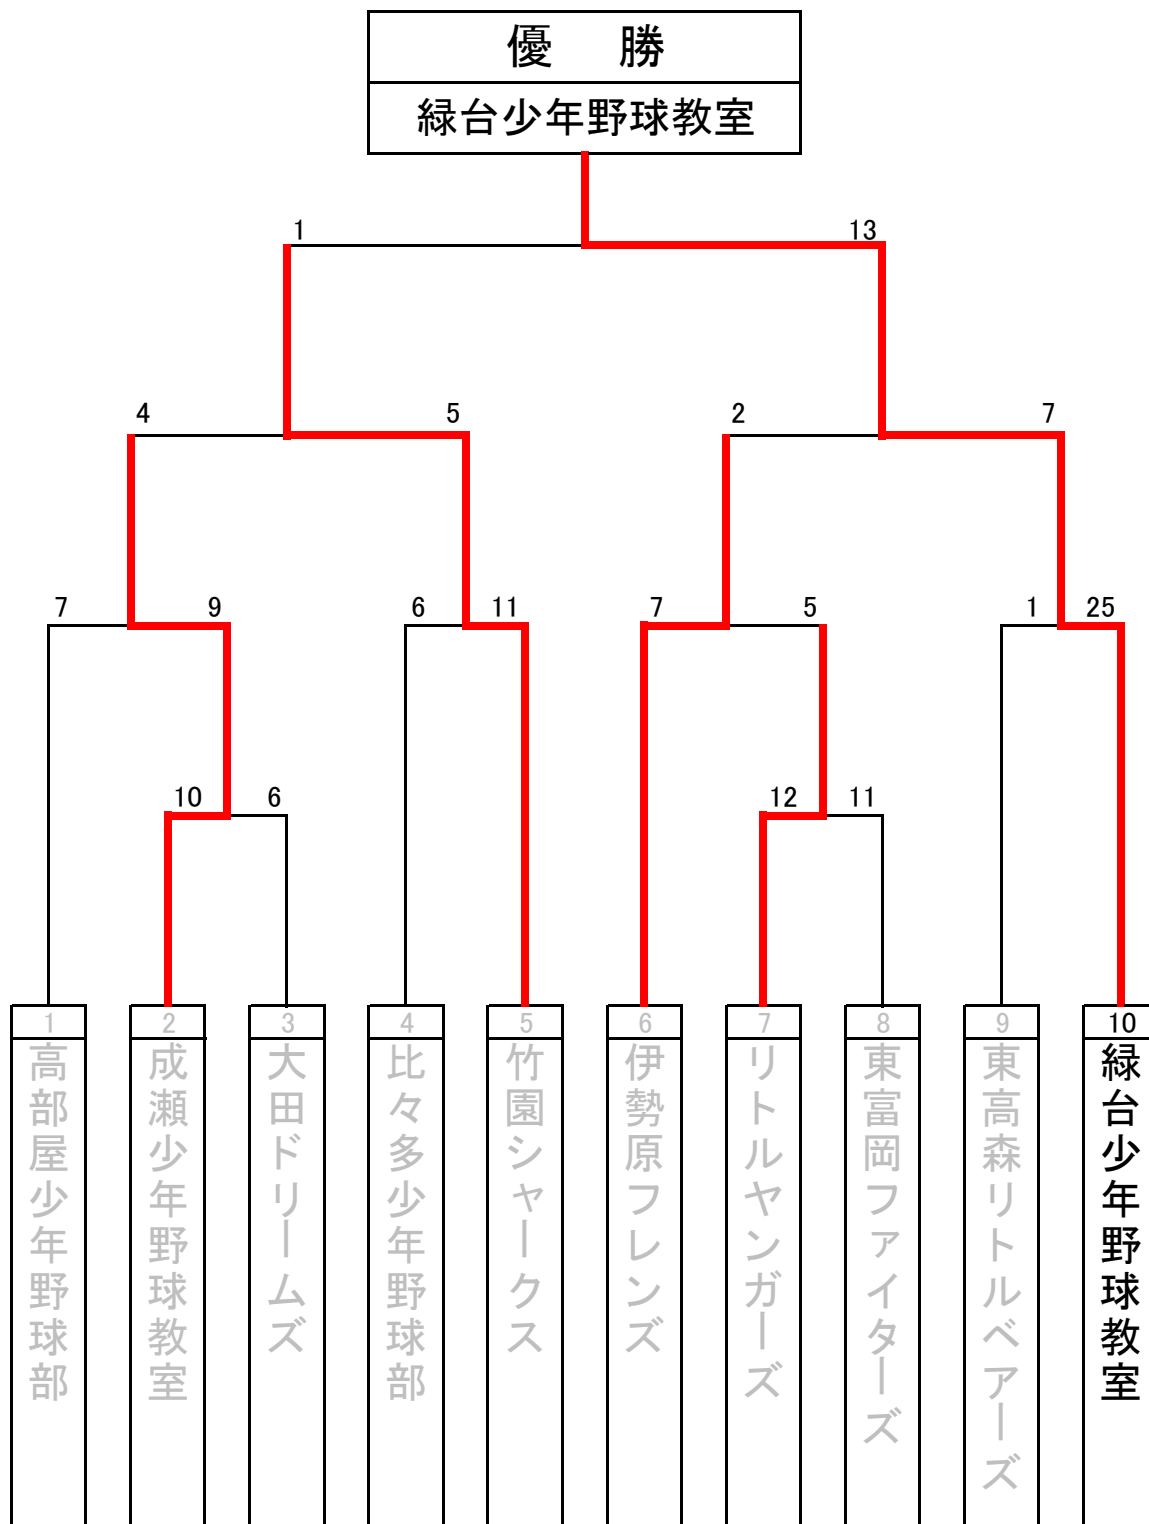 優　勝
緑台少年野球教室
1
13
4
5
2
7
7
9
6
11
7
5
1
25
10
6
12
11
1
高部屋少年野球部
2
成瀬少年野球教室
3
大田ドリームズ
4
比々多少年野球部
5
竹園シャークス
6
伊勢原フレンズ
7
リトルヤンガーズ
8
東富岡ファイターズ
9
東高森リトルベアーズ
10
緑台少年野球教室